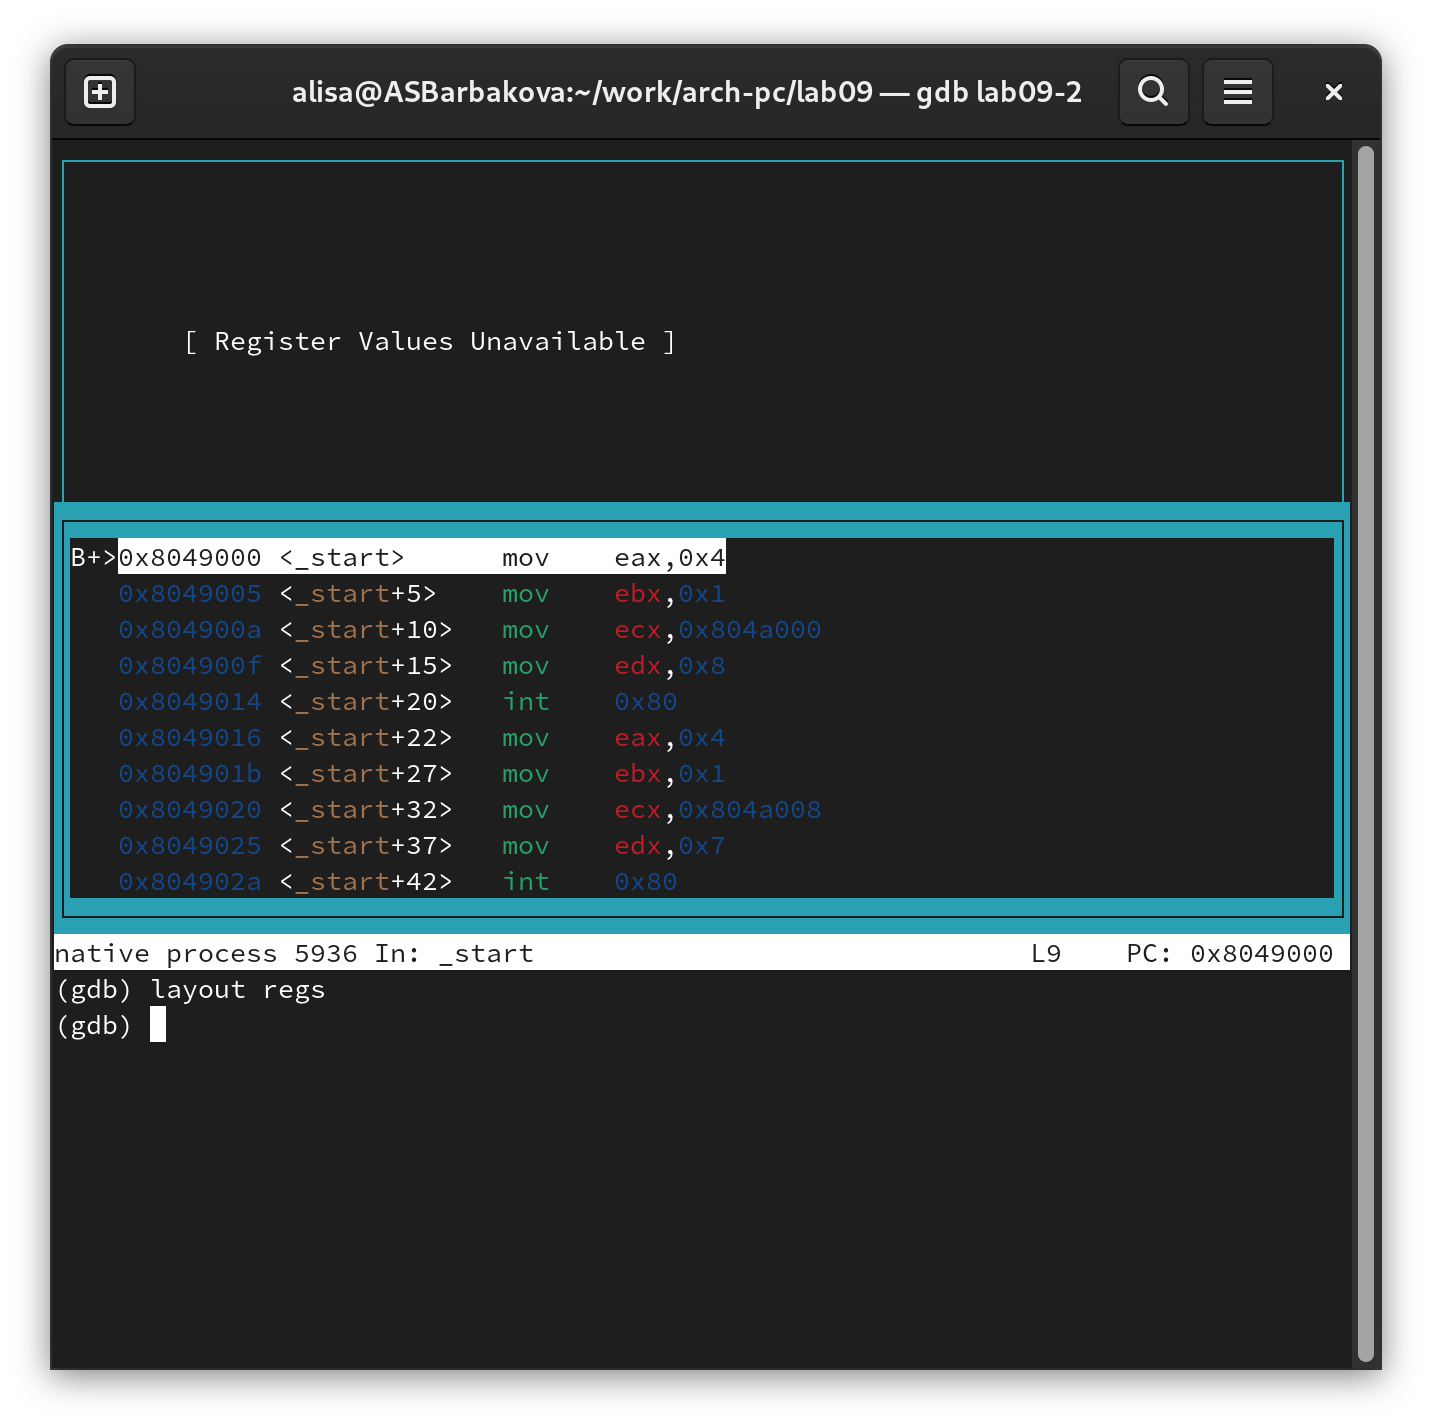 alisa@ASBarbakova:~/work/arch-pc/lab09 — gdb lab09-2
[ Register Values Unavailable ]
B+>0x8049000 <_start>      mov    eax,0x4
   0x8049005 <_start+5>    mov    ebx,0x1
   0x804900a <_start+10>   mov    ecx,0x804a000
   0x804900f <_start+15>   mov    edx,0x8
   0x8049014 <_start+20>   int    0x80
   0x8049016 <_start+22>   mov    eax,0x4
   0x804901b <_start+27>   mov    ebx,0x1
   0x8049020 <_start+32>   mov    ecx,0x804a008
   0x8049025 <_start+37>   mov    edx,0x7
   0x804902a <_start+42>   int    0x80
native process 5936 In: _start                               L9    PC: 0x8049000
(gdb) layout regs
(gdb)